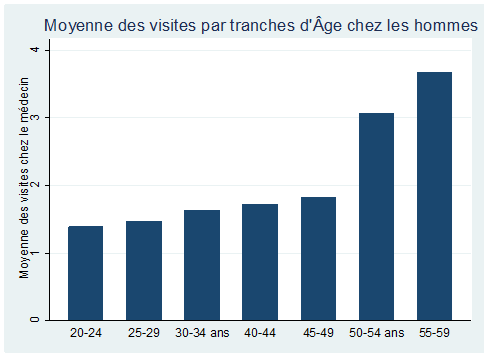 Moyenne des visites par tranches d'Âge chez les hommes
Moyenne des visites chez le médecin
4
3
2
1
0
20-24 25-29 30-34 ans 40-44 45-49 50-54 ans 55-59